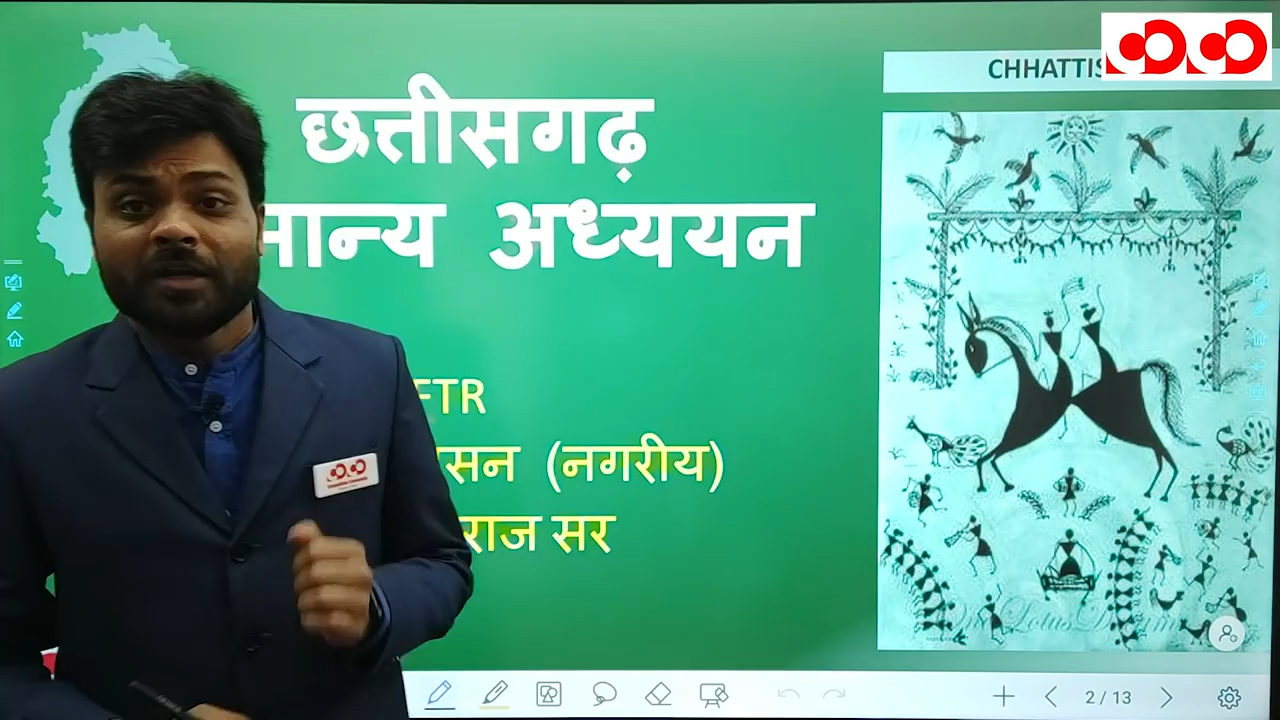 CHHATTIS
छत्तीसगढ़
मान्य अध्ययन
FTR
सन (नगरीय)
राज सर
2 / 13